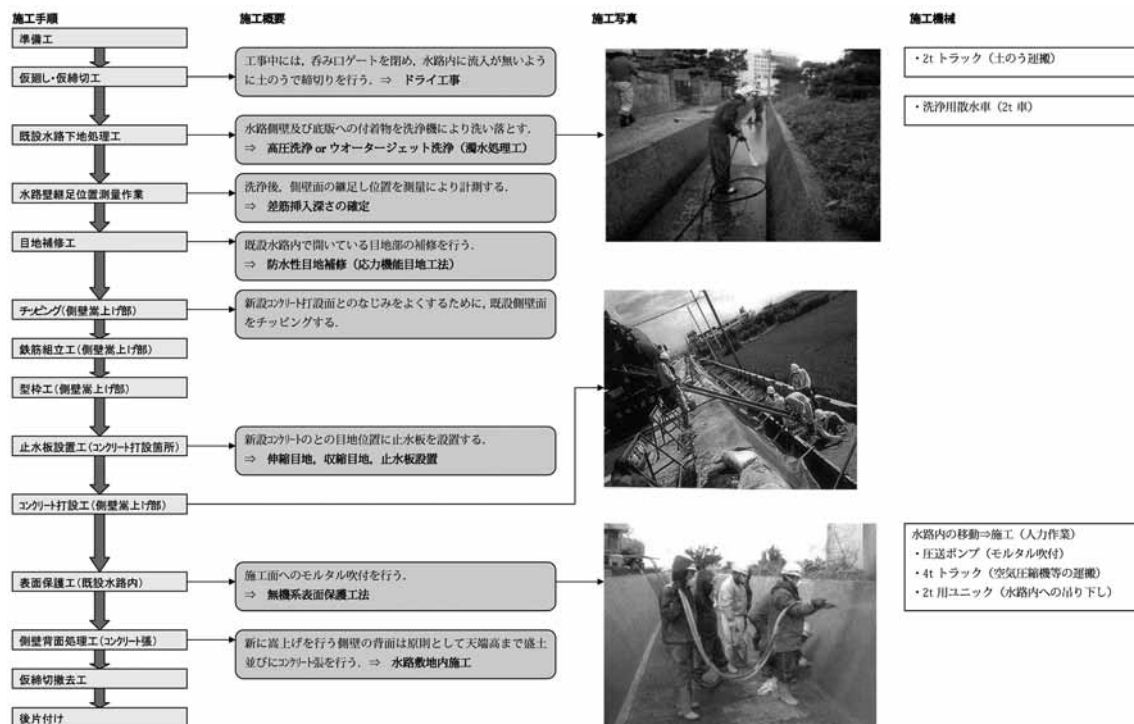 施工手順
施工概要
施工写真
施工機械
準備工
仮廻し・仮締切工
既設水路下地処理工
水路壁継足位置測量作業
目地補修工
チッピング(側壁嵩上げ部)
鉄筋組立工(側壁嵩上げ部)
型枠工(側壁嵩上げ部)
止水板設置工(コンクリート打設箇所)
コンクリート打設工(側壁嵩上げ部)
表面保護工(既設水路内)
側壁背面処理工(コンクリート張)
仮締切撤去工
後片付け
工事中には，呑み口ゲートを閉め，水路内に流入が無いよう
に土のうで締切りを行う．⇒ ドライ工事
水路側壁及び底版への付着物を洗浄機により洗い落とす．
⇒ 高圧洗浄 or ウオータージェット洗浄（濁水処理工）
洗浄後，側壁面の継足し位置を測量により計測する．
⇒ 差筋挿入深さの確定
既設水路内で開いている目地部の補修を行う．
⇒ 防水性目地補修（応力機能目地工法）
新設コンクリート打設面とのなじみをよくするために，既設側壁面
をチッピングする．
新設コンクリートのとの目地位置に止水板を設置する．
⇒ 伸縮目地，収縮目地，止水板設置
施工面へのモルタル吹付を行う．
⇒ 無機系表面保護工法
新に嵩上げを行う側壁の背面は原則として天端高まで盛土
並びにコンクリート張を行う．⇒ 水路敷地内施工
・2t トラック（土のう運搬）
・洗浄用散水車（2t 車）
水路内の移動⇒施工（人力作業）
・圧送ポンプ（モルタル吹付）
・4t トラック（空気圧縮機等の運搬）
・2t 用ユニック（水路内への吊り下し）